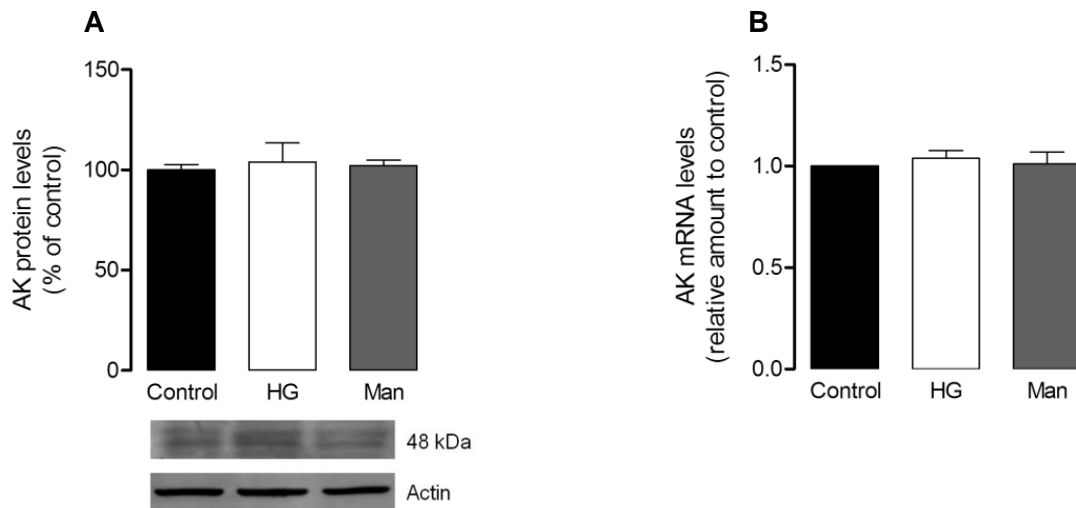 A
150
100
50
0
AK protein levels
(% of control)
Control HG Man
48 kDa
Actin
B
1.5
1.0
0.5
0.0
AK mRNA levels
(relative amount to control)
Control HG Man